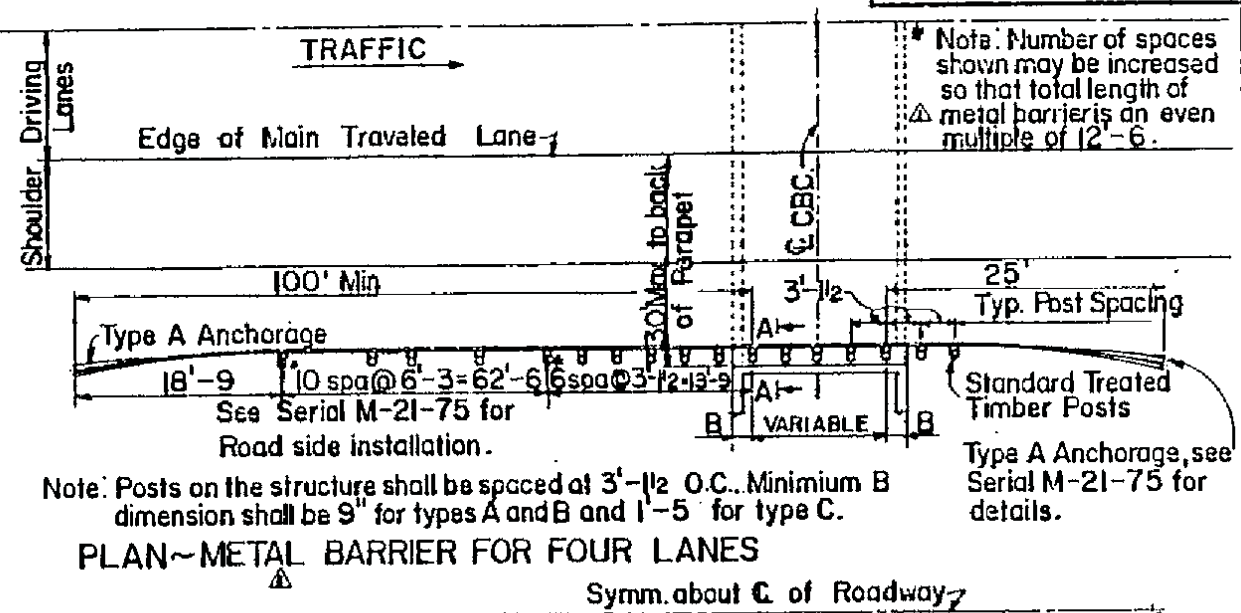 TRAFFIC
* Note: Number of spaces
shown may be increased
so that total length of
metal barrier is an even
multiple of 12'-6.
Driving
Lanes
Edge of Main Traveled Lane
Shoulder
30' Max. to back
of Parapet
℄ CBC.
100' Min
3'-1½
25'
Typ. Post Spacing
A
Type A Anchorage
18'-9
*10 spa@6'-3=62'-6
*6 spa@3'-1½=18'-9
A
See Serial M-21-75 for
Road side installation.
B
VARIABLE
B
Standard Treated
Timber Posts
Type A Anchorage, see
Serial M-21-75 for
details.
Note: Posts on the structure shall be spaced at 3'-1½ O.C.. Minimium B
dimension shall be 9" for types A and B and 1'-5 for type C.
PLAN~METAL BARRIER FOR FOUR LANES
Symm. about ℄ of Roadway